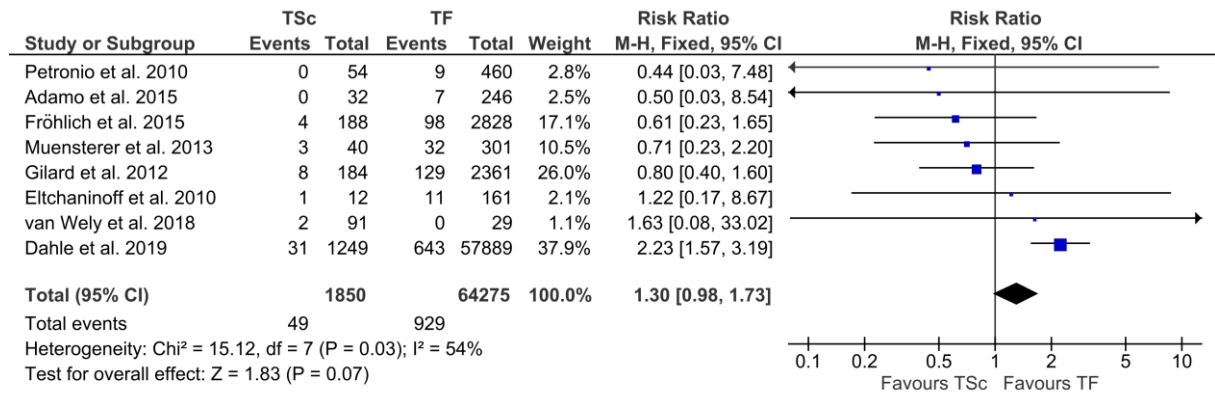 TSc TF Risk Ratio Risk Ratio
Study or Subgroup Events Total Events Total Weight M-H, Fixed, 95% CI M-H, Fixed, 95% CI
Petronio et al. 2010 0 54 9 460 2.8% 0.44 [0.03, 7.48]
Adamo et al. 2015 0 32 7 246 2.5% 0.50 [0.03, 8.54]
Fröhlich et al. 2015 4 188 98 2828 17.1% 0.61 [0.23, 1.65]
Muensterer et al. 2013 3 40 32 301 10.5% 0.71 [0.23, 2.20]
Gilard et al. 2012 8 184 129 2361 26.0% 0.80 [0.40, 1.60]
Eltchaninoff et al. 2010 1 12 11 161 2.1% 1.22 [0.17, 8.67]
van Wely et al. 2018 2 91 0 29 1.1% 1.63 [0.08, 33.02]
Dahle et al. 2019 31 1249 643 57889 37.9% 2.23 [1.57, 3.19]
Total (95% CI) 1850 64275 100.0% 1.30 [0.98, 1.73]
Total events 49 929
Heterogeneity: Chi² = 15.12, df = 7 (P = 0.03); I² = 54%
Test for overall effect: Z = 1.83 (P = 0.07)
0.1 0.2 0.5 1 2 5 10
Favours TSc Favours TF